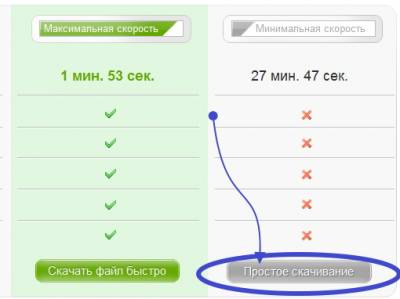 Максимальная скорость
Минимальная скорость
1 мин. 53 сек.
27 мин. 47 сек.
Скачать файл быстро
Простое скачивание